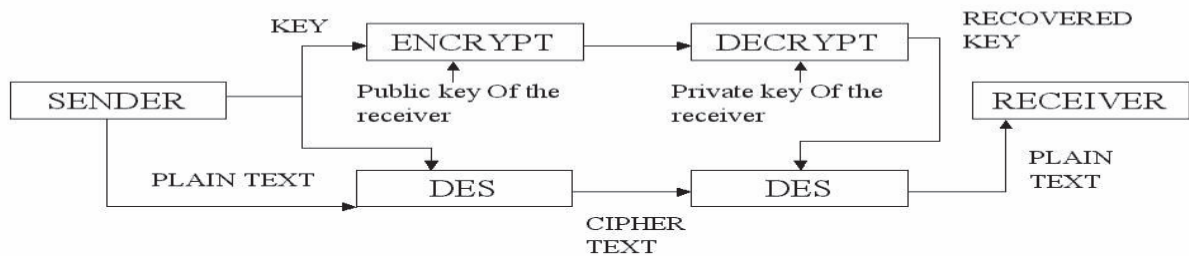 KEY
ENCRYPT
DECRYPT
RECOVERED
KEY
SENDER
Public key Of the
receiver
Private key Of the
receiver
RECEIVER
PLAIN TEXT
DES
CIPHER
TEXT
DES
PLAIN
TEXT